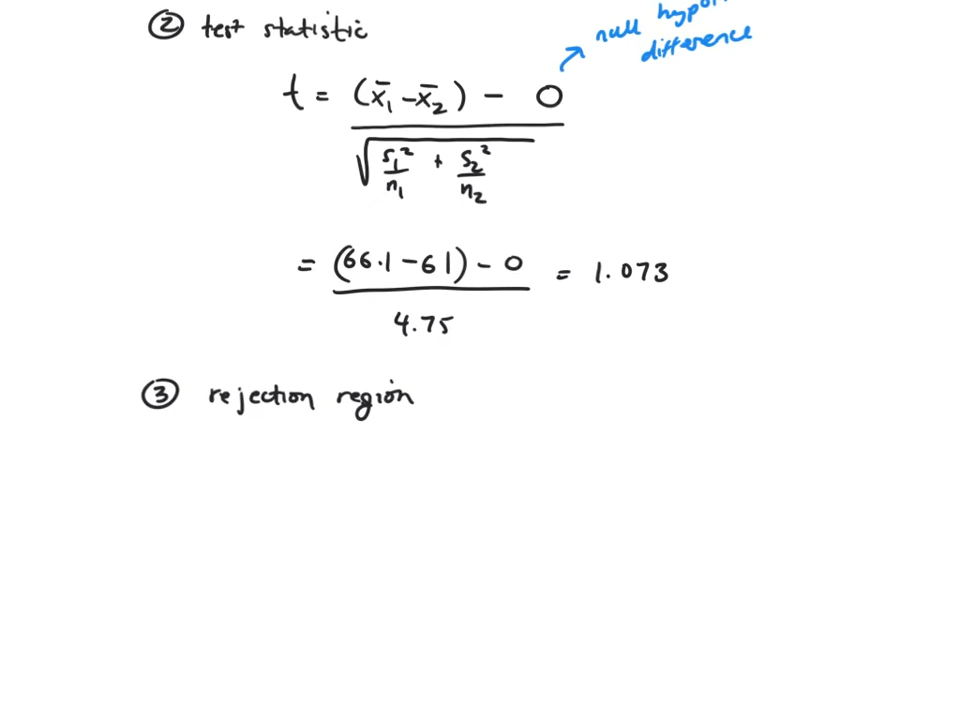 ② test statistic
null
difference
t = (x̄₁ - x̄₂) - 0
√ s₁²/n₁ + s₂²/n₂
= (66.1 - 61) - 0 = 1.073
4.75
③ rejection region